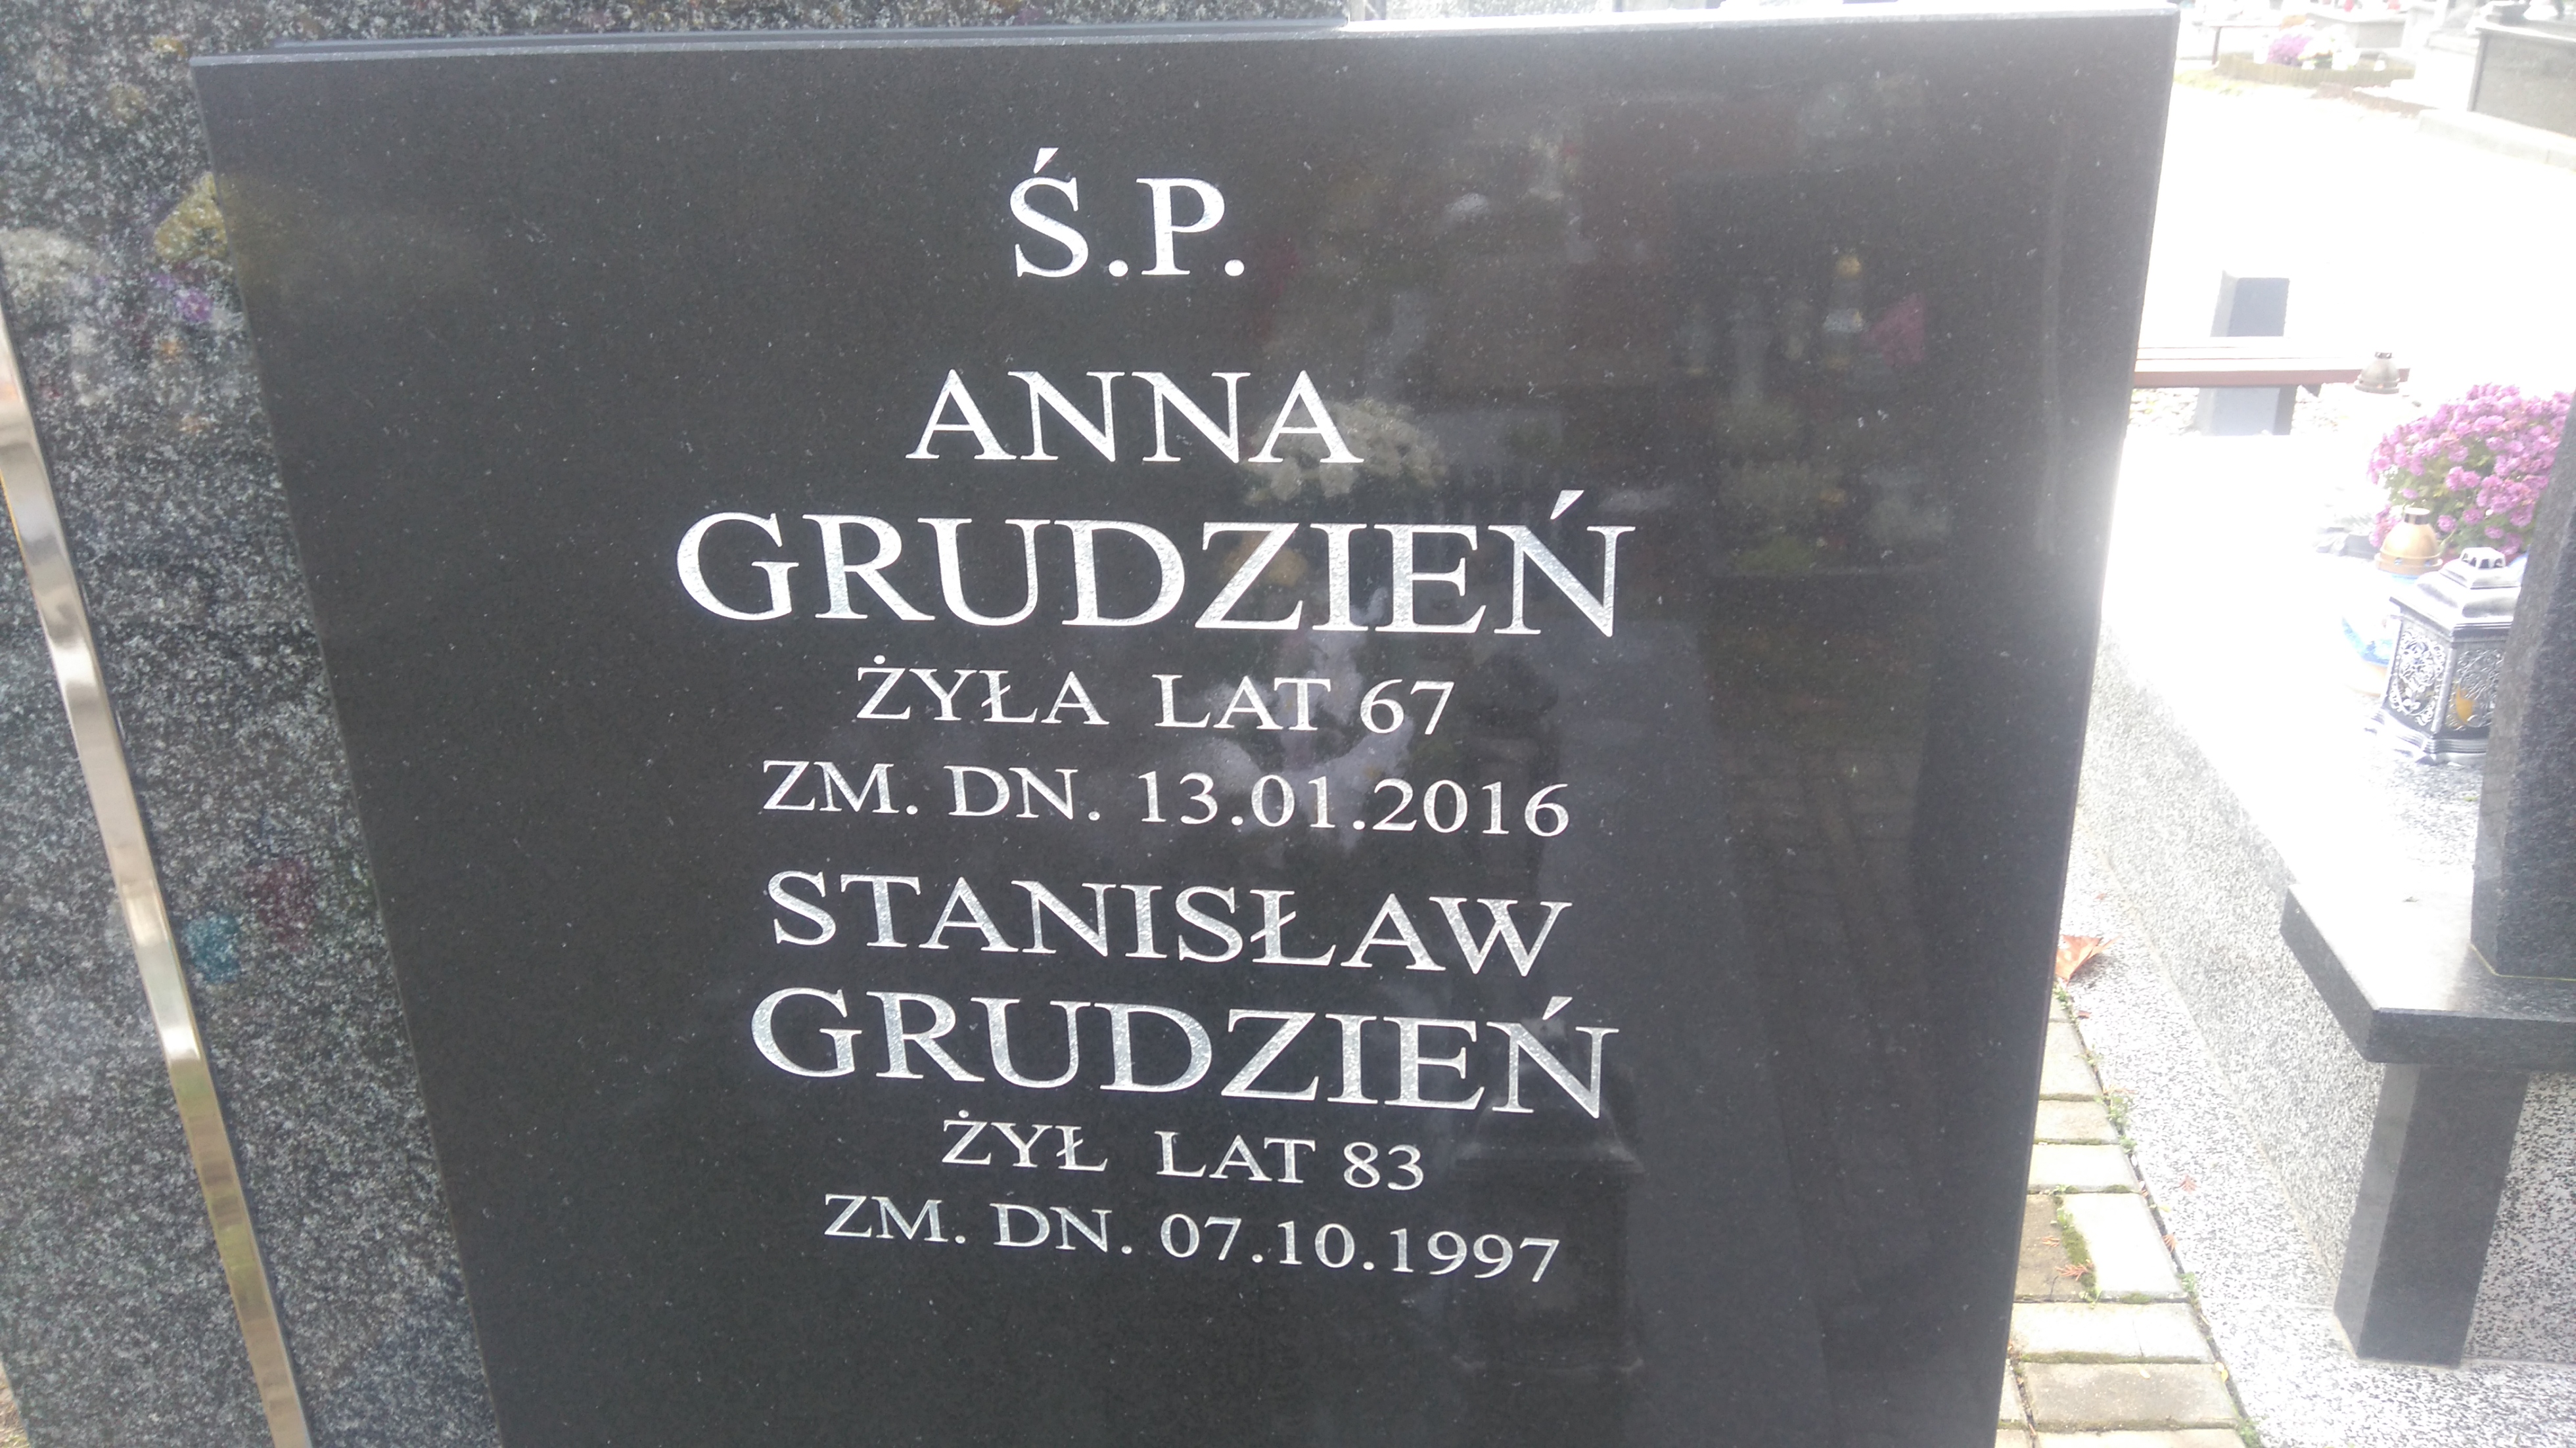 Ś.P.
ANNA
GRUDZIEŃ
ŻYŁA LAT 67
ZM. DN. 13.01.2016
STANISŁAW
GRUDZIEŃ
ŻYŁ LAT 83
ZM. DN. 07.10.1997